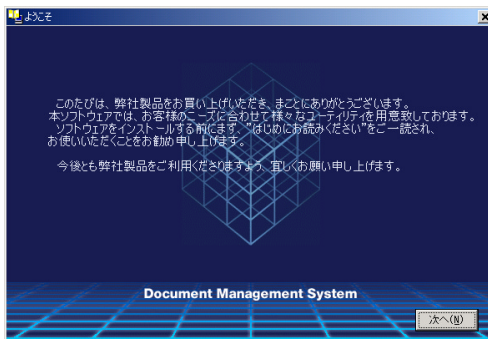 ようこそ
このたびは、弊社製品をお買い上げいただき、まことにありがとうございます。
本ソフトウェアでは、お客様のニーズに合わせて様々なユーティリティを用意致しております。
ソフトウェアをインストールする前にまず、"はじめにお読みください"をご一読され、
お使いいただくことをお勧め申し上げます。
今後とも弊社製品をご利用くださりますよう、宜しくお願い申し上げます。
Document Management System
次へ(N)